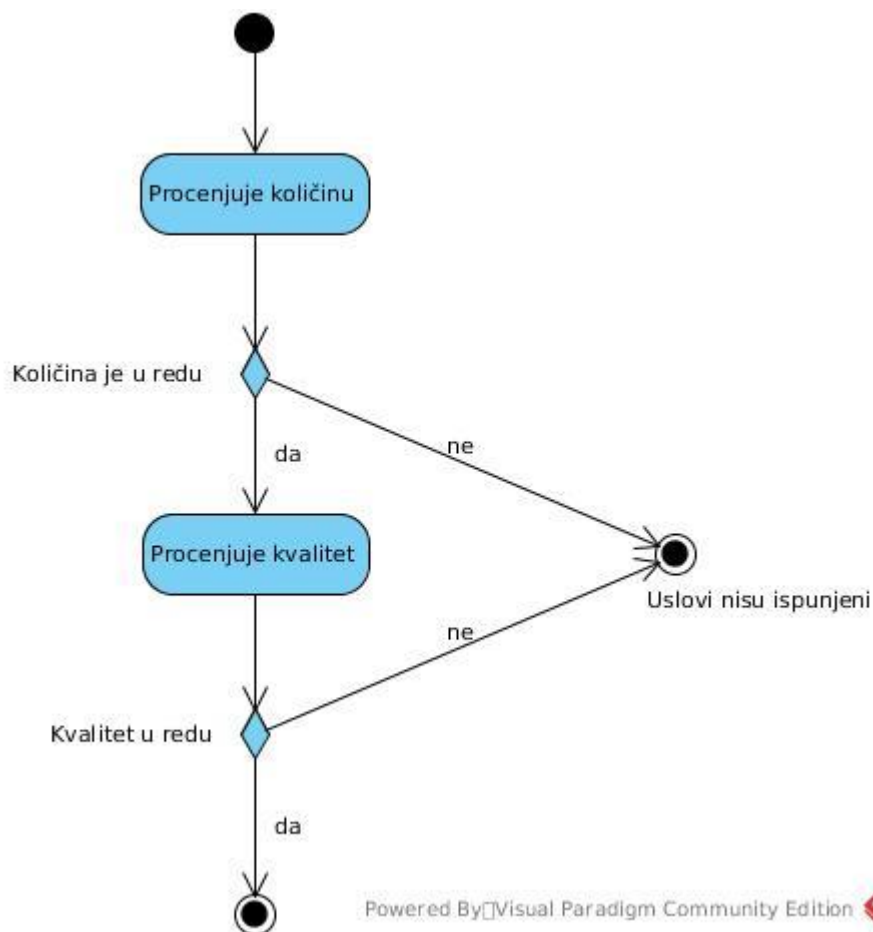 Procenjuje količinu
Količina je u redu
da
ne
Procenjuje kvalitet
Uslovi nisu ispunjeni
ne
Kvalitet u redu
da
Powered By□Visual Paradigm Community Edition